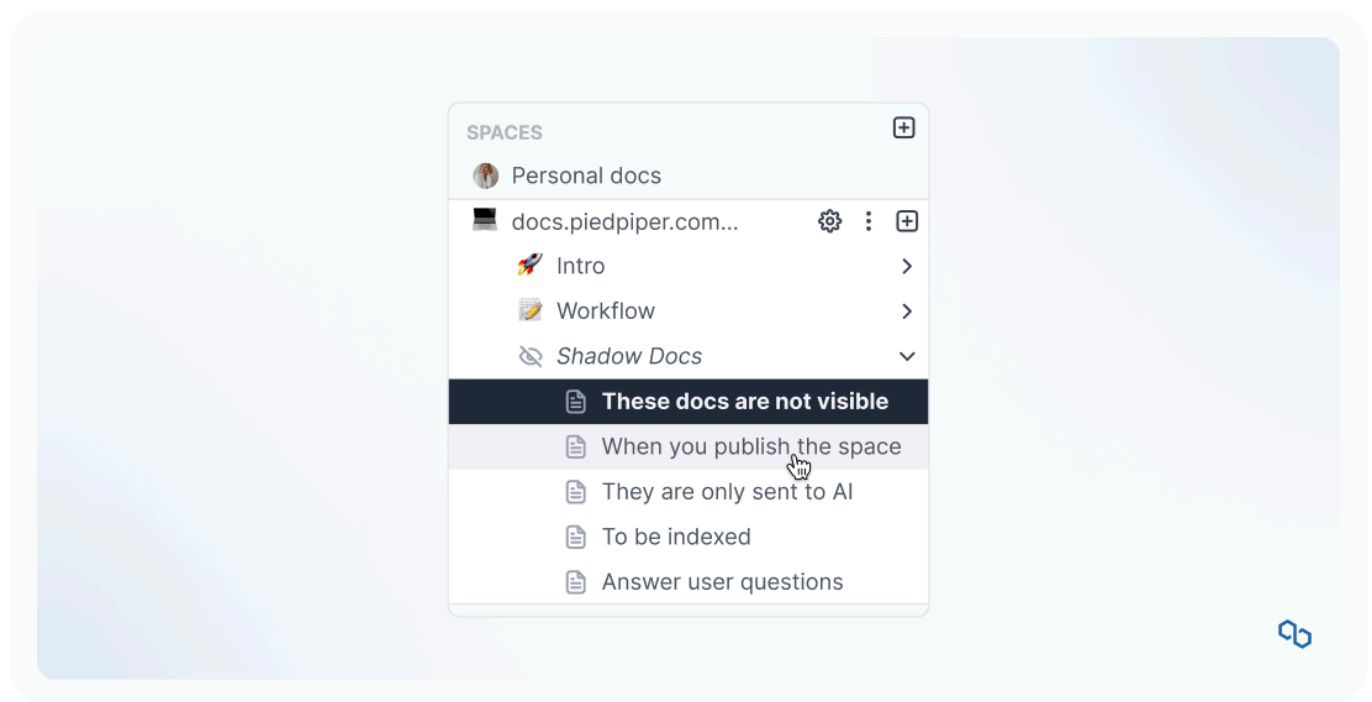 SPACES
Personal docs
docs.piedpiper.com...
Intro
Workflow
Shadow Docs
These docs are not visible
When you publish the space
They are only sent to AI
To be indexed
Answer user questions